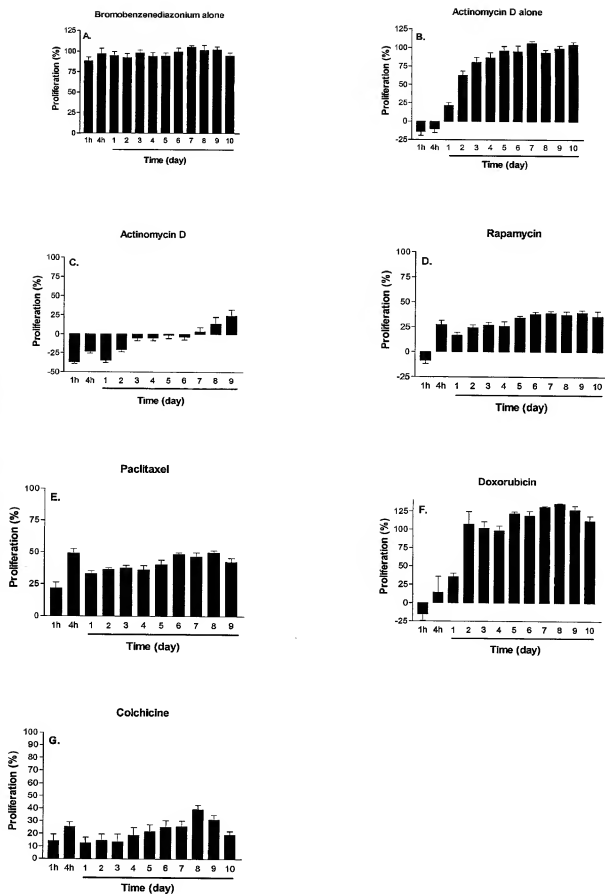 Bromobenzenediazonium alone
A.
Proliferation (%)
125
100
75
50
25
0
1h 4h 1 2 3 4 5 6 7 8 9 10
Time (day)
Actinomycin D alone
B.
Proliferation (%)
125
100
75
50
25
0
-25
1h 4h 1 2 3 4 5 6 7 8 9 10
Time (day)
Actinomycin D
C.
Proliferation (%)
100
75
50
25
0
-25
-50
1h 4h 1 2 3 4 5 6 7 8 9
Time (day)
Rapamycin
D.
Proliferation (%)
100
75
50
25
0
-25
1h 4h 1 2 3 4 5 6 7 8 9 10
Time (day)
Paclitaxel
E.
Proliferation (%)
100
75
50
25
0
1h 4h 1 2 3 4 5 6 7 8 9
Time (day)
Doxorubicin
F.
Proliferation (%)
125
100
75
50
25
0
-25
1h 4h 1 2 3 4 5 6 7 8 9 10
Time (day)
Colchicine
G.
Proliferation (%)
100
90
80
70
60
50
40
30
20
10
0
1h 4h 1 2 3 4 5 6 7 8 9 10
Time (day)